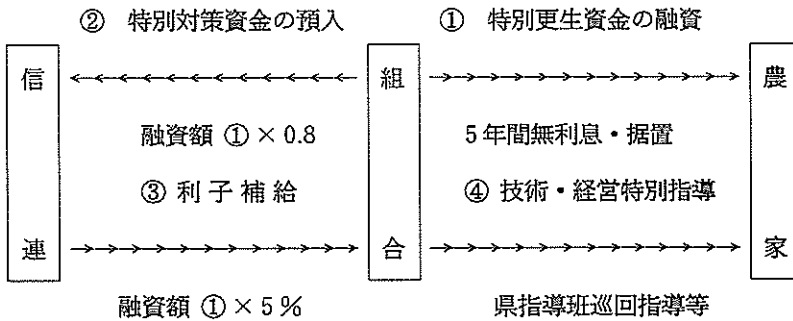 ② 特別対策資金の預入 ① 特別更生資金の融資
信 組 農
融資額 ① × 0.8 5年間無利息・据置
③ 利子補給 ④ 技術・経営特別指導
連 合 家
融資額 ① × 5% 県指導班巡回指導等